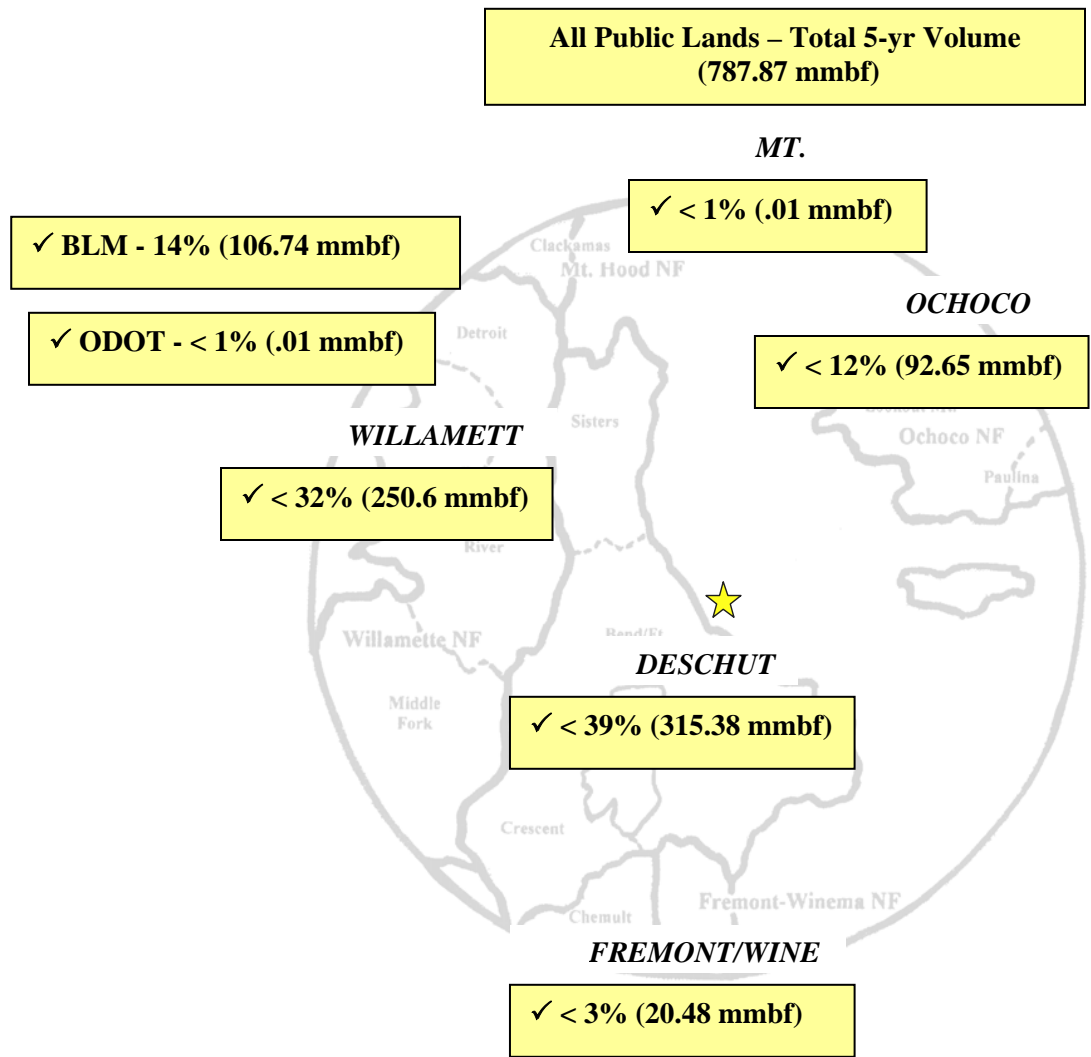 All Public Lands – Total 5-yr Volume
(787.87 mmbf)
MT.
✓ < 1% (.01 mmbf)
✓ BLM - 14% (106.74 mmbf)
Clackamas
Mt. Hood NF
OCHOCO
✓ ODOT - < 1% (.01 mmbf)
Detroit
✓ < 12% (92.65 mmbf)
Sisters
WILLAMETT
Ochoco NF
Paulina
✓ < 32% (250.6 mmbf)
River
Willamette NF
Bend/Ft.
DESCHUT
Middle
Fork
✓ < 39% (315.38 mmbf)
Crescent
Fremont-Winema NF
Chemult
FREMONT/WINE
✓ < 3% (20.48 mmbf)